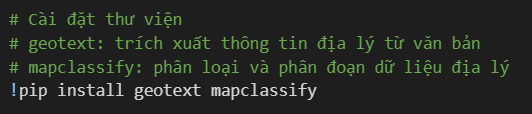 # Cài đặt thư viện
# geotext: trích xuất thông tin địa lý từ văn bản
# mapclassify: phân loại và phân đoạn dữ liệu địa lý
!pip install geotext mapclassify